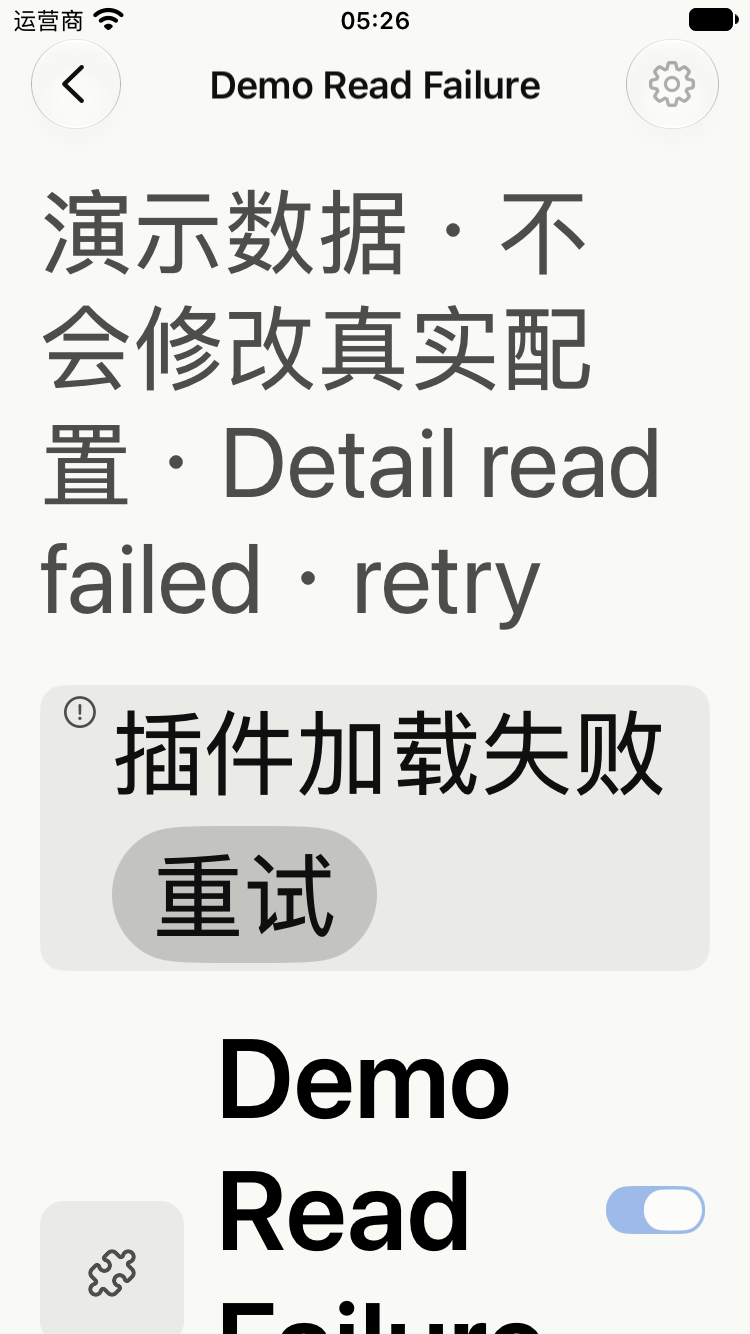 运营商 05:26
Demo Read Failure
演示数据 · 不
会修改真实配
置 · Detail read
failed · retry
插件加载失败
重试
Demo
Read
Failure